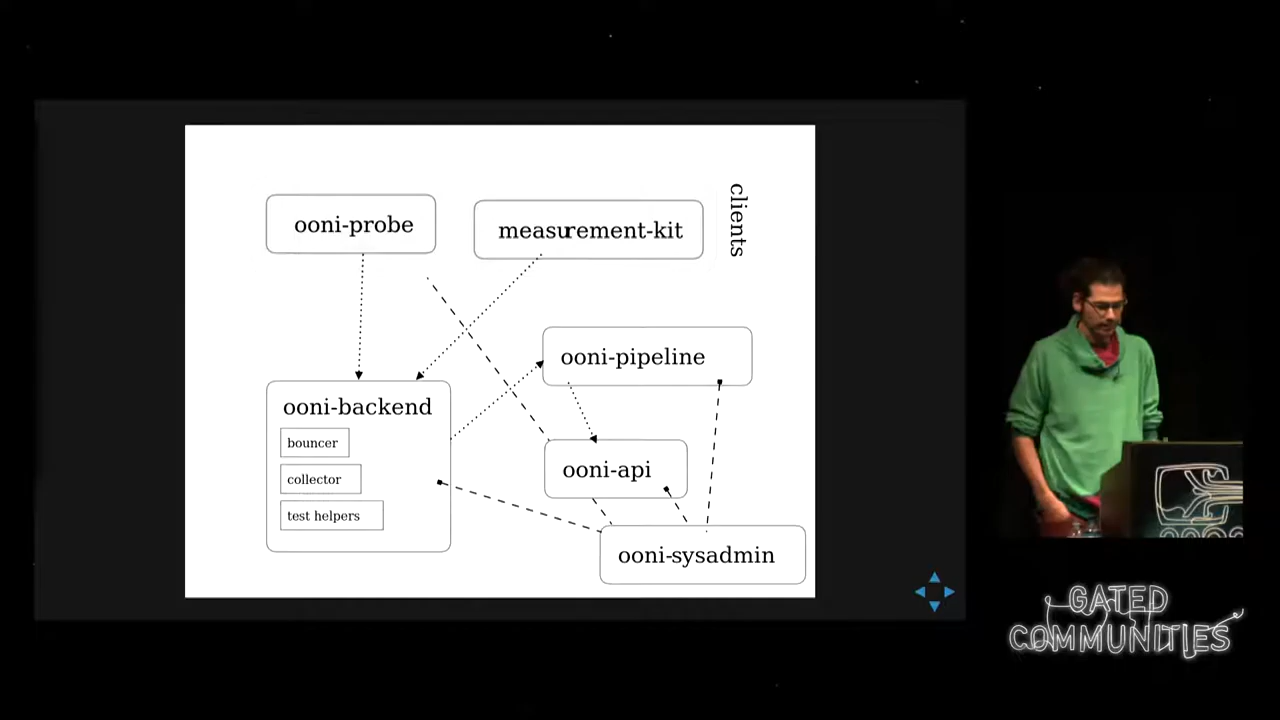 ooni-probe
measurement-kit
clients
ooni-pipeline
ooni-backend
bouncer
collector
test helpers
ooni-api
ooni-sysadmin
GATED
COMMUNITIES